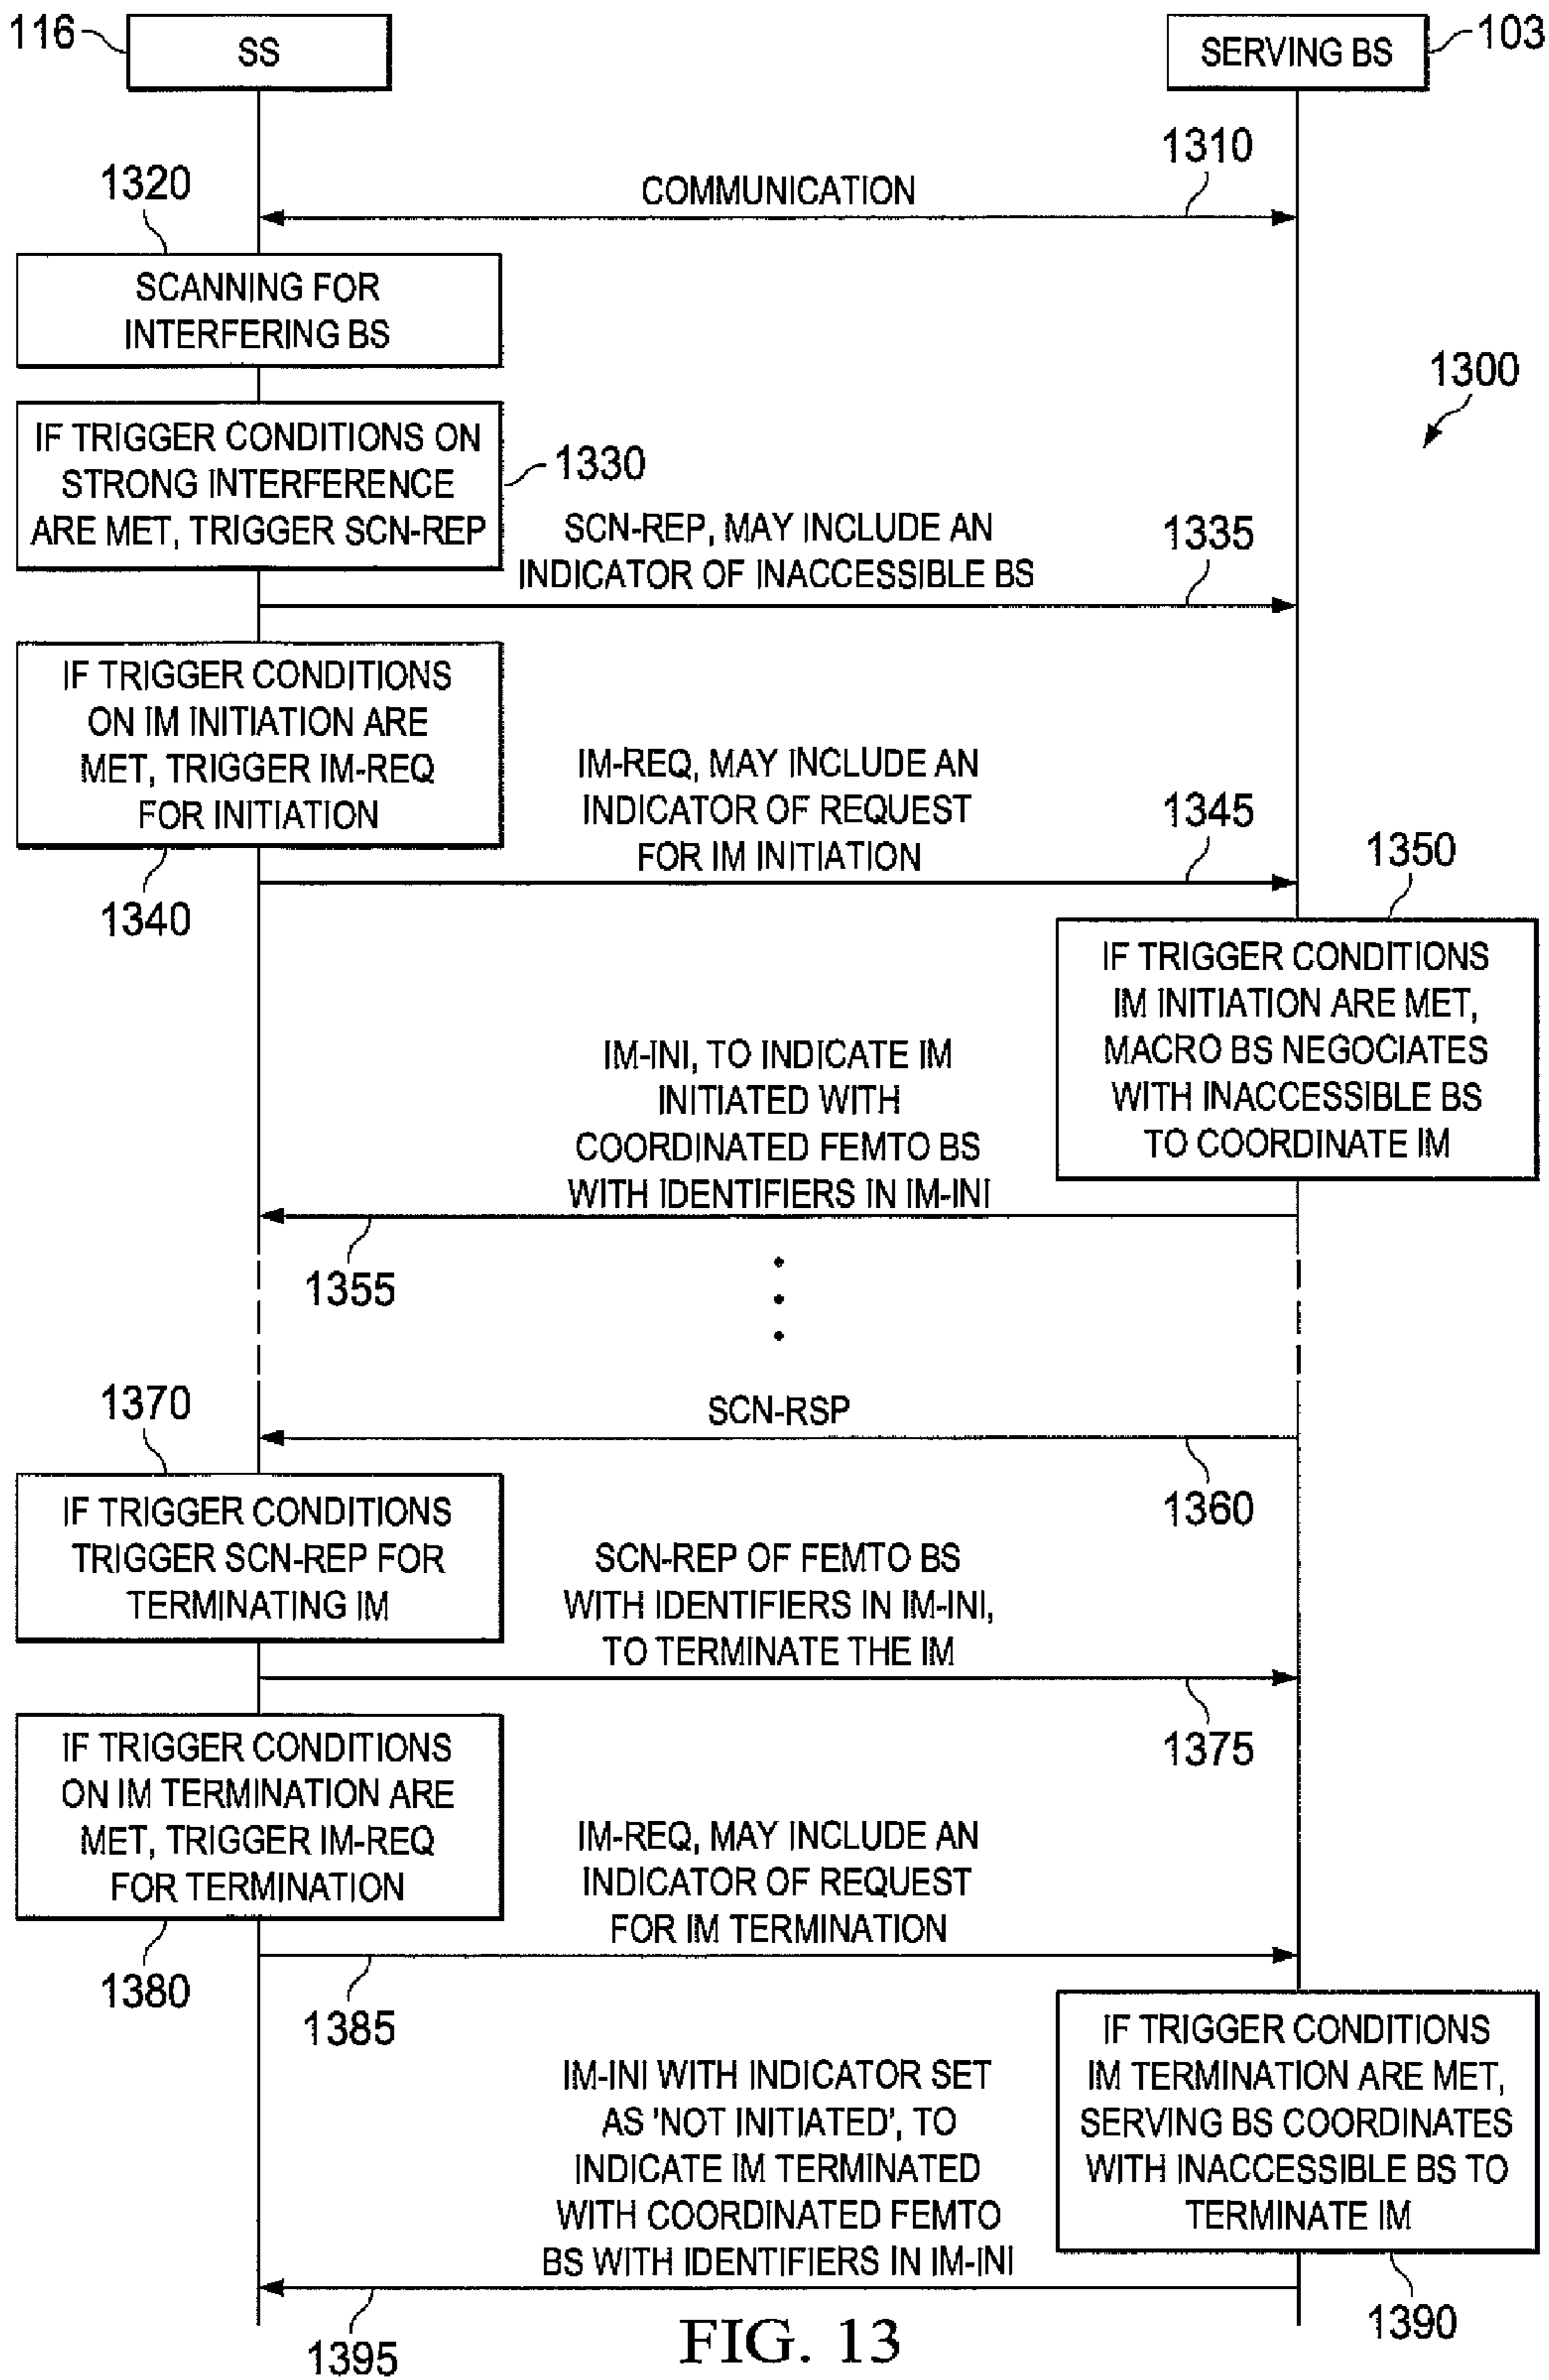 116
SS
SERVING BS
103
1310
COMMUNICATION
1320
SCANNING FOR
INTERFERING BS
1300
IF TRIGGER CONDITIONS ON
STRONG INTERFERENCE
ARE MET, TRIGGER SCN-REP
1330
SCN-REP, MAY INCLUDE AN
INDICATOR OF INACCESSIBLE BS
1335
IF TRIGGER CONDITIONS
ON IM INITIATION ARE
MET, TRIGGER IM-REQ
FOR INITIATION
1340
IM-REQ, MAY INCLUDE AN
INDICATOR OF REQUEST
FOR IM INITIATION
1345
1350
IF TRIGGER CONDITIONS
IM INITIATION ARE MET,
MACRO BS NEGOCIATES
WITH INACCESSIBLE BS
TO COORDINATE IM
IM-INI, TO INDICATE IM
INITIATED WITH
COORDINATED FEMTO BS
WITH IDENTIFIERS IN IM-INI
1355
SCN-RSP
1360
1370
IF TRIGGER CONDITIONS
TRIGGER SCN-REP FOR
TERMINATING IM
SCN-REP OF FEMTO BS
WITH IDENTIFIERS IN IM-INI,
TO TERMINATE THE IM
1375
IF TRIGGER CONDITIONS
ON IM TERMINATION ARE
MET, TRIGGER IM-REQ
FOR TERMINATION
1380
IM-REQ, MAY INCLUDE AN
INDICATOR OF REQUEST
FOR IM TERMINATION
1385
IF TRIGGER CONDITIONS
IM TERMINATION ARE MET,
SERVING BS COORDINATES
WITH INACCESSIBLE BS TO
TERMINATE IM
1390
IM-INI WITH INDICATOR SET
AS 'NOT INITIATED', TO
INDICATE IM TERMINATED
WITH COORDINATED FEMTO
BS WITH IDENTIFIERS IN IM-INI
1395
FIG. 13